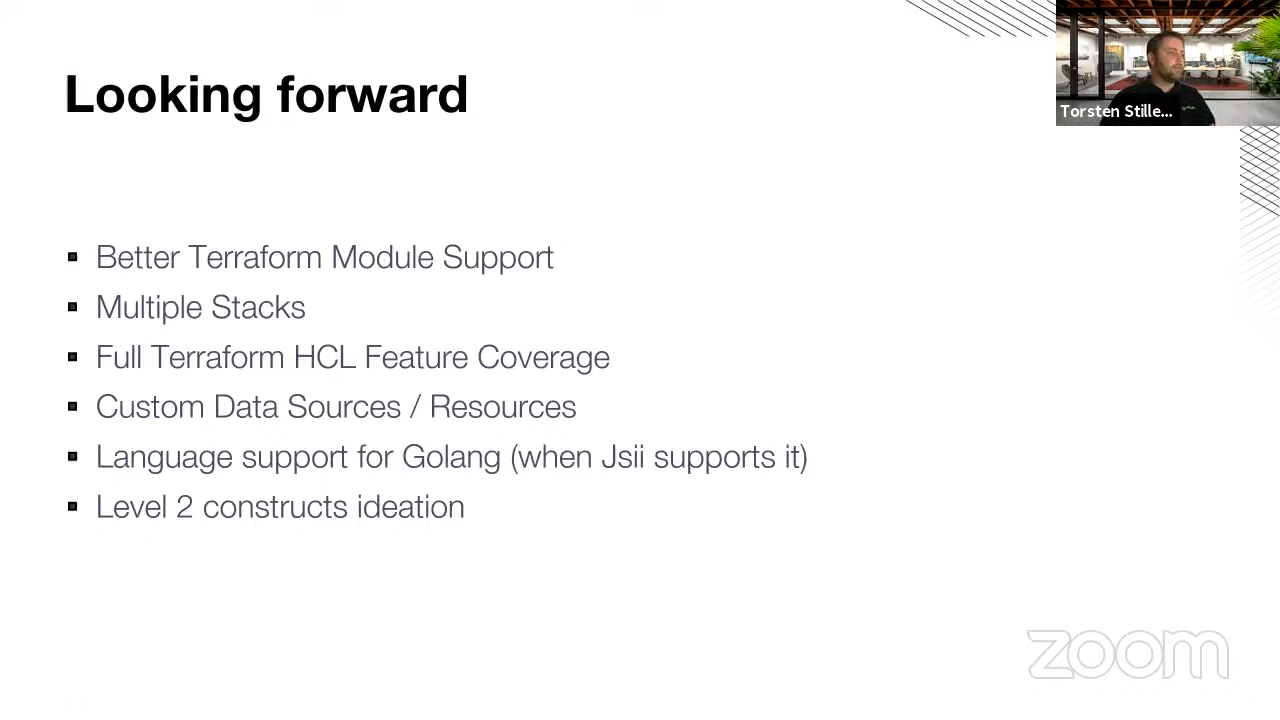 Looking forward
Torsten Stille...
Better Terraform Module Support
Multiple Stacks
Full Terraform HCL Feature Coverage
Custom Data Sources / Resources
Language support for Golang (when Jsii supports it)
Level 2 constructs ideation
zoom